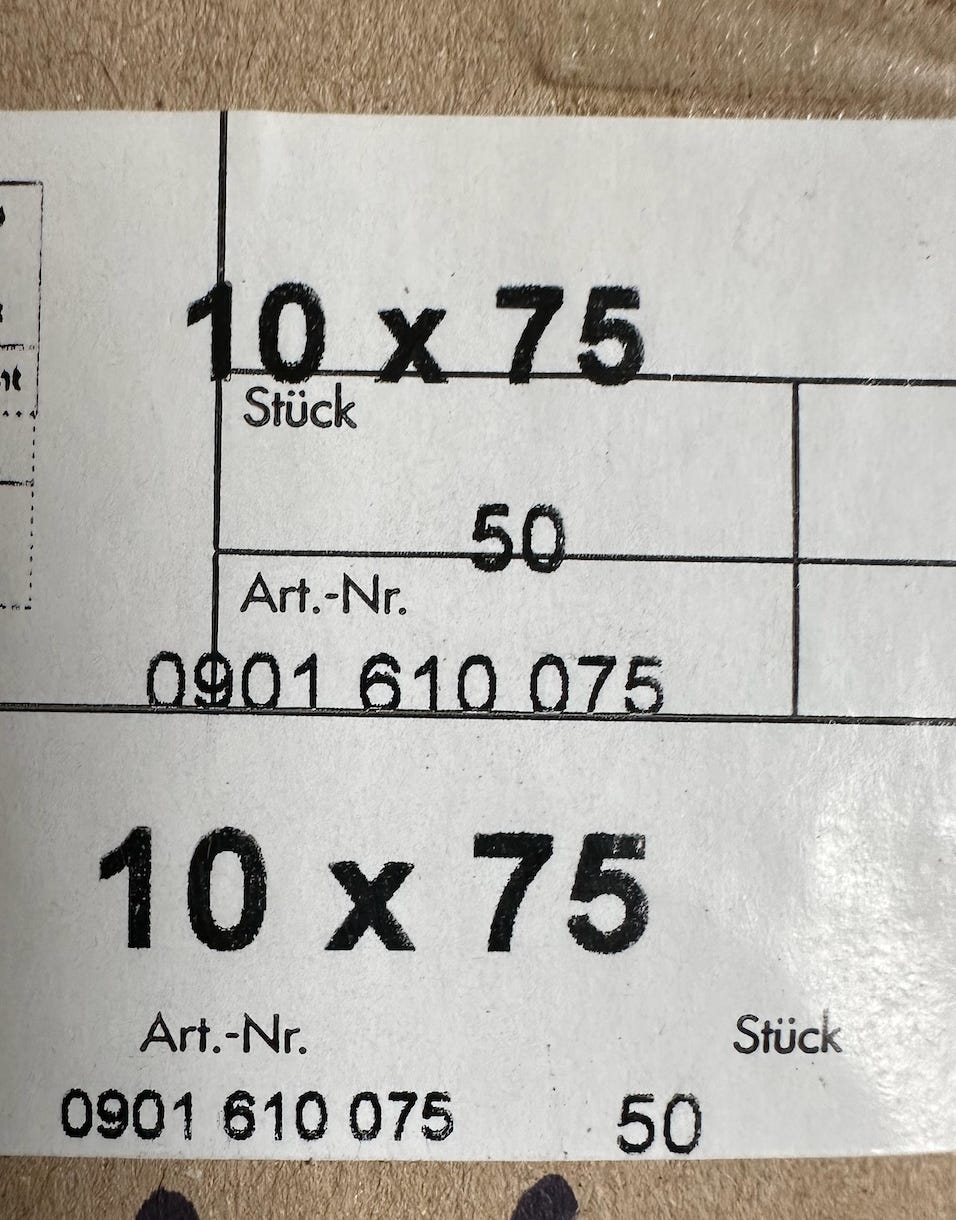 10 x 75
Stück
50
Art.-Nr.
0901 610 075
10 x 75
Art.-Nr. Stück
0901 610 075 50